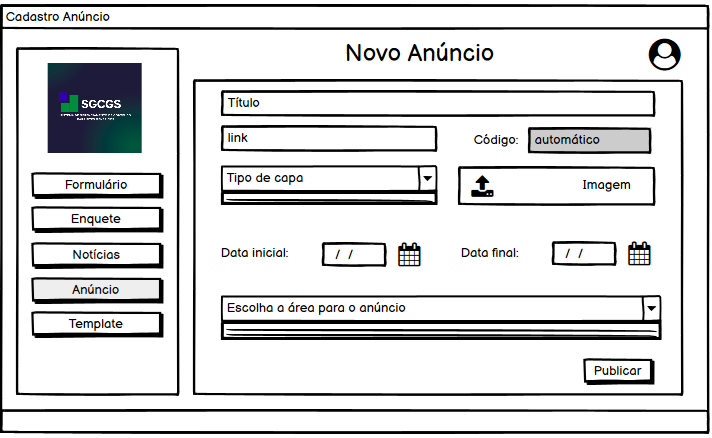 Cadastro Anúncio
Novo Anúncio
SGCGS
Formulário
Enquete
Notícias
Anúncio
Template
Título
link
Código:
automático
Tipo de capa
Imagem
Data inicial:
/ /
Data final:
/ /
Escolha a área para o anúncio
Publicar